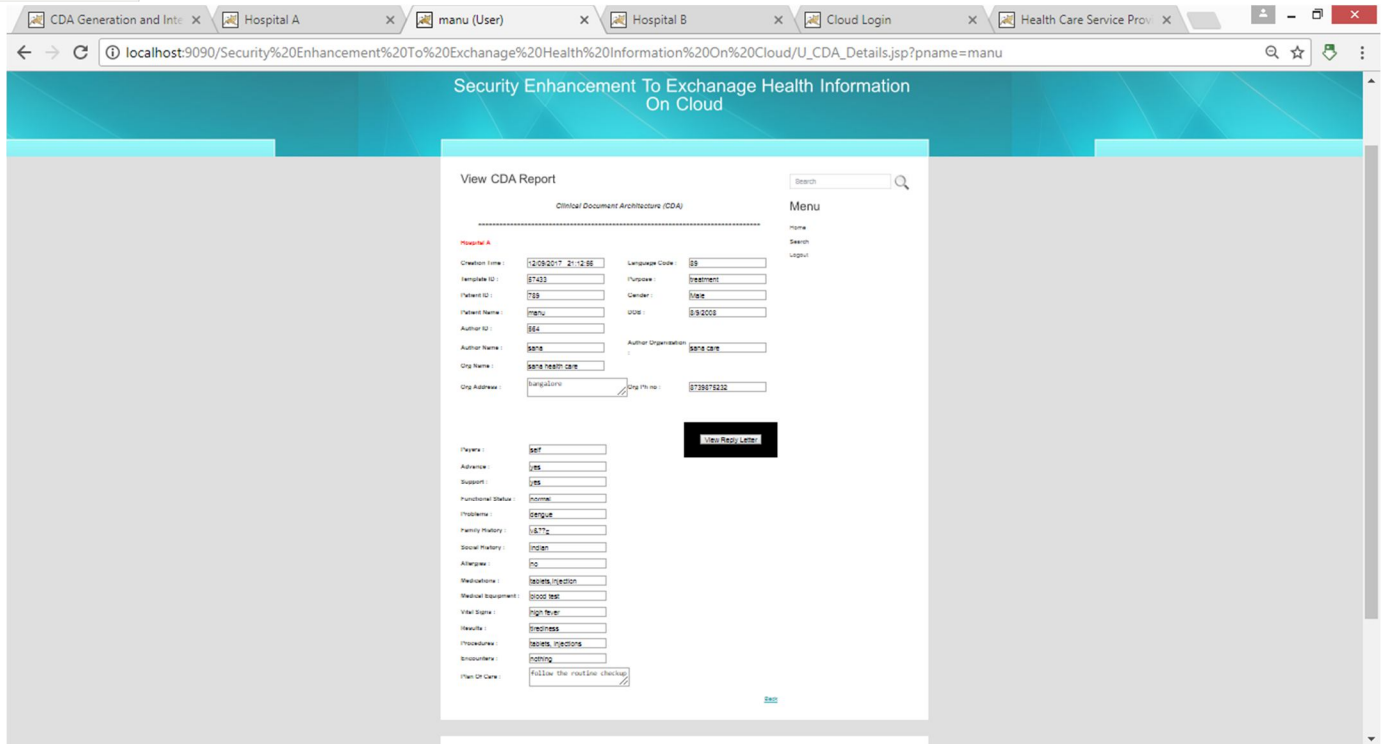 CDA Generation and Inte
Hospital A
manu (User)
Hospital B
Cloud Login
Health Care Service Provi
localhost:9090/Security%20Enhancement%20To%20Exchanage%20Health%20Information%20On%20Cloud/U_CDA_Details.jsp?pname=manu
Security Enhancement To Exchanage Health Information
On Cloud
View CDA Report
Search
Clinical Document Architecture (CDA)
Menu
Home
Hospital A
Search
Logout
Creation Time : 12/09/2017 21:12:56 Language Code : 89
Template ID : 67433 Purpose : treatment
Patient ID : 789 Gender : Male
Patient Name : manu DOB : 8/9/2008
Author ID : 564
Author Name : sana Author Organization : sana care
Org Name : sana health care
Org Address : bangalore Org Ph no : 8739875232
View Reply Letter
Payers : self
Advance : yes
Support : yes
Functional Status : normal
Problems : dengue
Family History :
Social History : indian
Allergies : no
Medications : tablets,injection
Medical Equipment : blood test
Vital Signs : high fever
Results : tiredness
Procedures : tablets, injections
Encounters : nothing
Plan Of Care : follow the routine checkup
Back